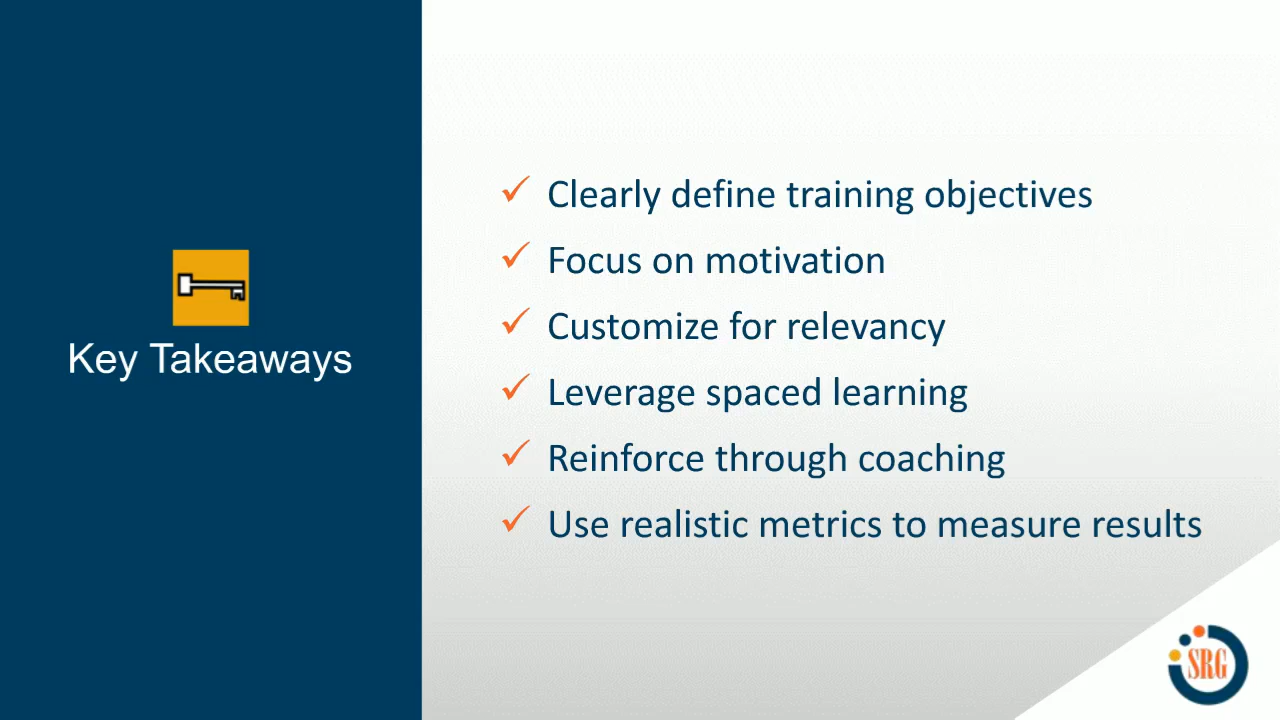 Key Takeaways
Clearly define training objectives
Focus on motivation
Customize for relevancy
Leverage spaced learning
Reinforce through coaching
Use realistic metrics to measure results
SRG